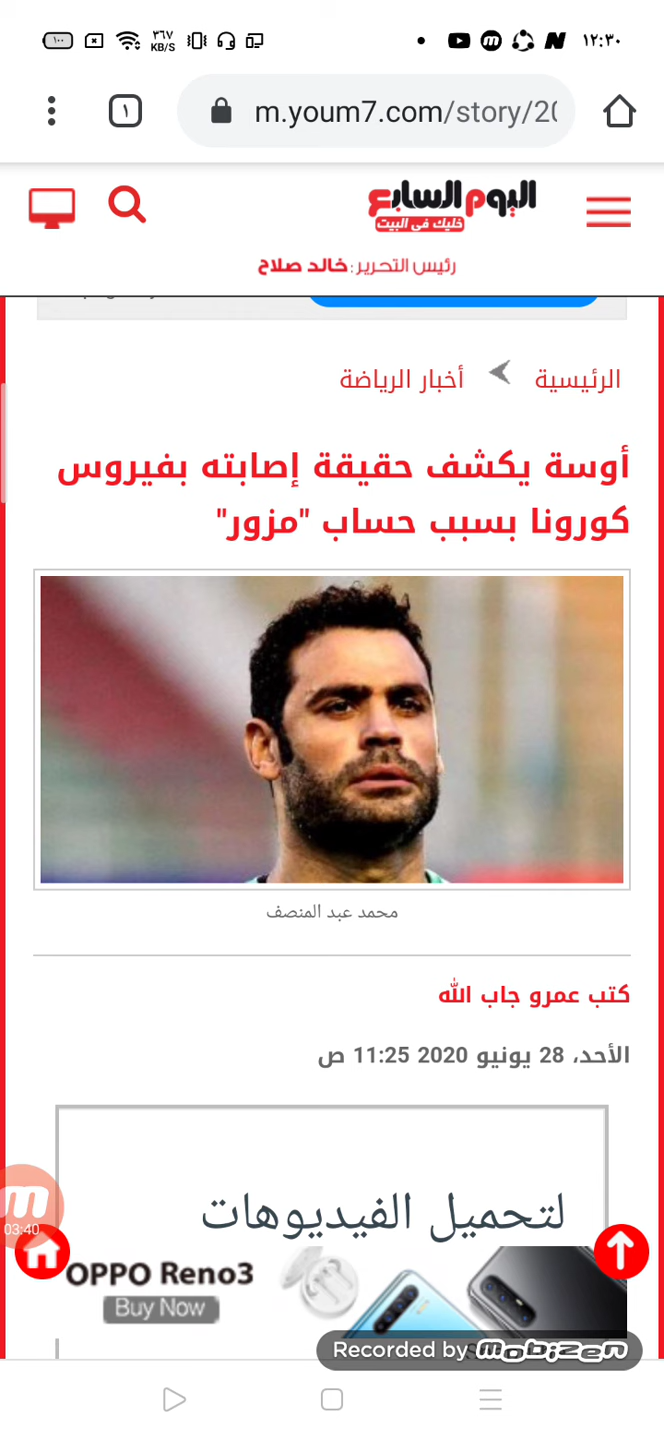 ١٠٠
٣٦٧
KB/S
١٢:٣٠
١
m.youm7.com/story/20
اليوم السابع
خليك فى البيت
رئيس التحرير: خالد صلاح
الرئيسية
أخبار الرياضة
أوسة يكشف حقيقة إصابته بفيروس
كورونا بسبب حساب "مزور"
محمد عبد المنصف
كتب عمرو جاب الله
الأحد، 28 يونيو 2020 11:25 ص
لتحميل الفيديوهات
03:40
OPPO Reno3
Buy Now
Recorded by mobizen